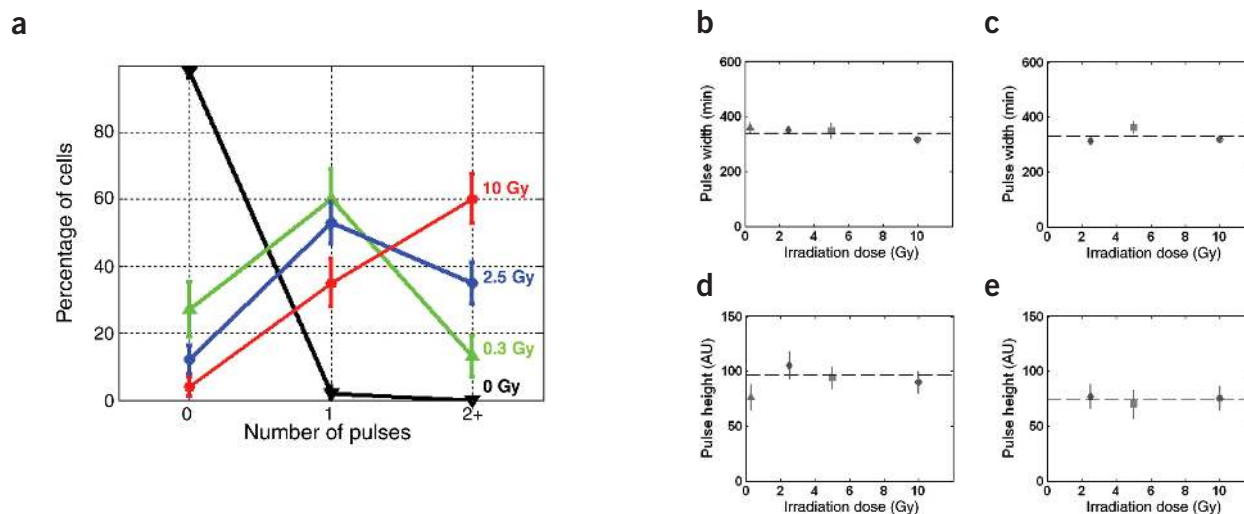 a
Percentage of cells
80
60
40
20
0
10 Gy
2.5 Gy
0.3 Gy
0 Gy
0 1 2+
Number of pulses
b
Pulse width (min)
600
400
200
0
0 2 4 6 8 10
Irradiation dose (Gy)
c
Pulse width (min)
600
400
200
0
0 2 4 6 8 10
Irradiation dose (Gy)
d
Pulse height (AU)
150
100
50
0
0 2 4 6 8 10
Irradiation dose (Gy)
e
Pulse height (AU)
150
100
50
0
0 2 4 6 8 10
Irradiation dose (Gy)